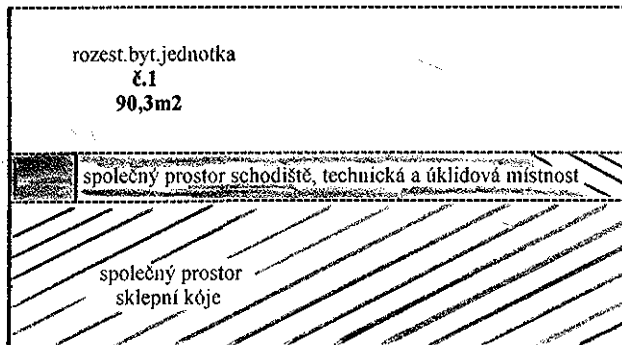 rozest.byt.jednotka
č.1
90,3m2
společný prostor schodiště, technická a úklidová místnost
společný prostor
sklepní kóje